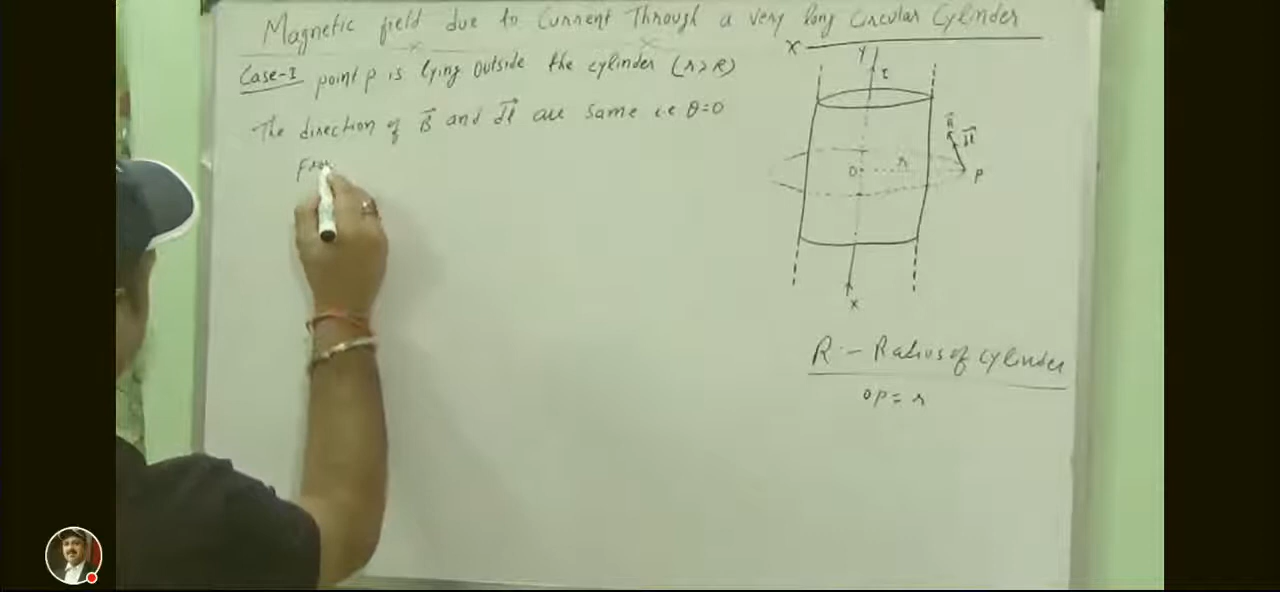 Magnetic field due to Current Through a very long Circular Cylinder
Case-I point P is lying outside the cylinder (r>R)
The direction of B⃗ and dl⃗ are same i.e θ=0
From
X
Y
I
B⃗
dl⃗
O
r
P
X
R - Radius of cylinder
OP = r